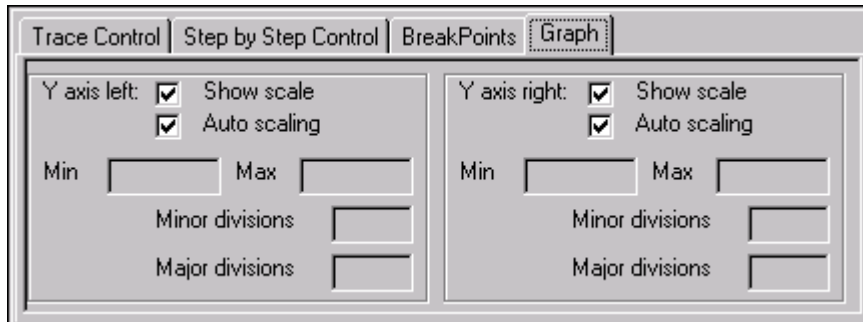 Trace Control Step by Step Control BreakPoints Graph
Y axis left: Show scale
Auto scaling
Min Max
Minor divisions
Major divisions
Y axis right: Show scale
Auto scaling
Min Max
Minor divisions
Major divisions